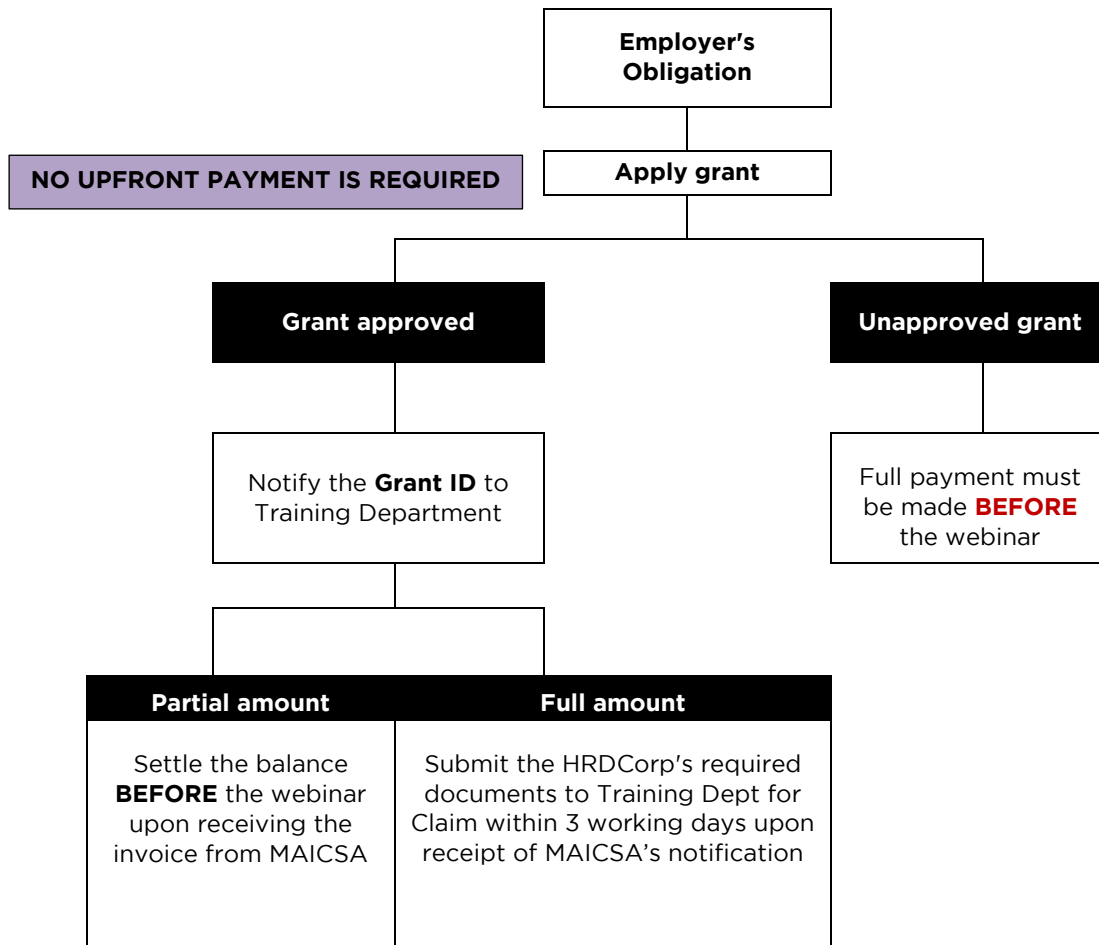 Employer's
Obligation
NO UPFRONT PAYMENT IS REQUIRED
Apply grant
Grant approved
Unapproved grant
Notify the Grant ID to
Training Department
Full payment must
be made BEFORE
the webinar
Partial amount
Full amount
Settle the balance
BEFORE the webinar
upon receiving the
invoice from MAICSA
Submit the HRDCorp's required
documents to Training Dept for
Claim within 3 working days upon
receipt of MAICSA’s notification